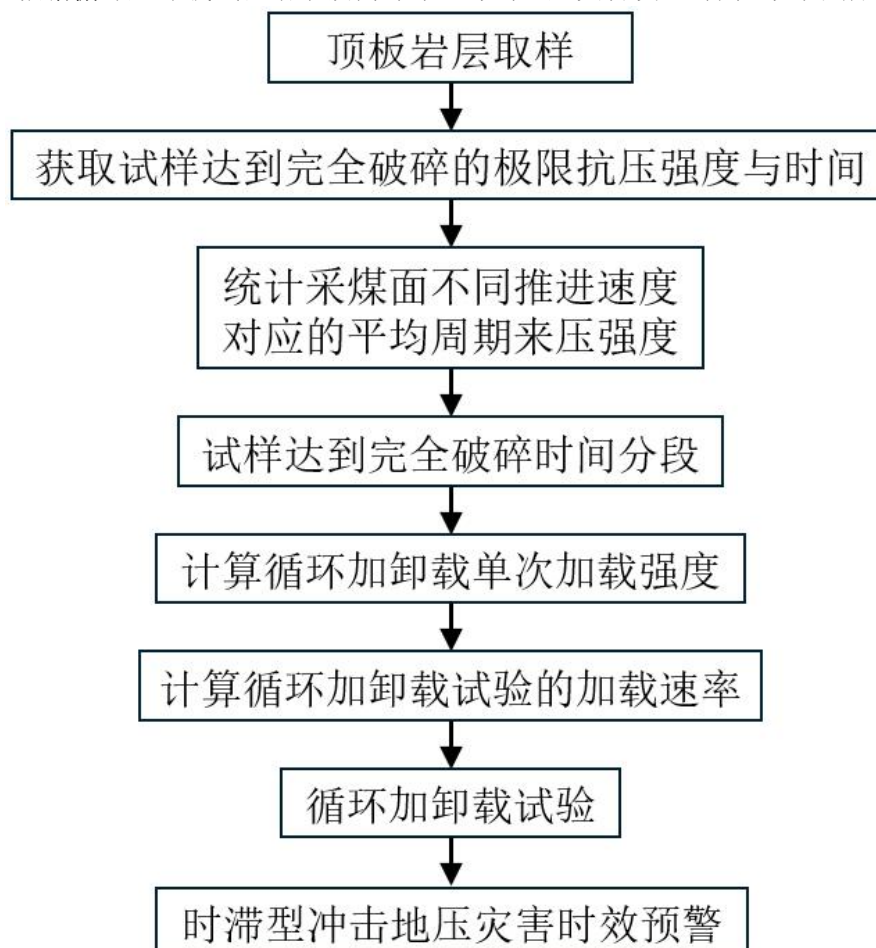 顶板岩层取样
获取试样达到完全破碎的极限抗压强度与时间
统计采煤面不同推进速度
对应的平均周期来压强度
试样达到完全破碎时间分段
计算循环加卸载单次加载强度
计算循环加卸载试验的加载速率
循环加卸载试验
时滞型冲击地压灾害时效预警